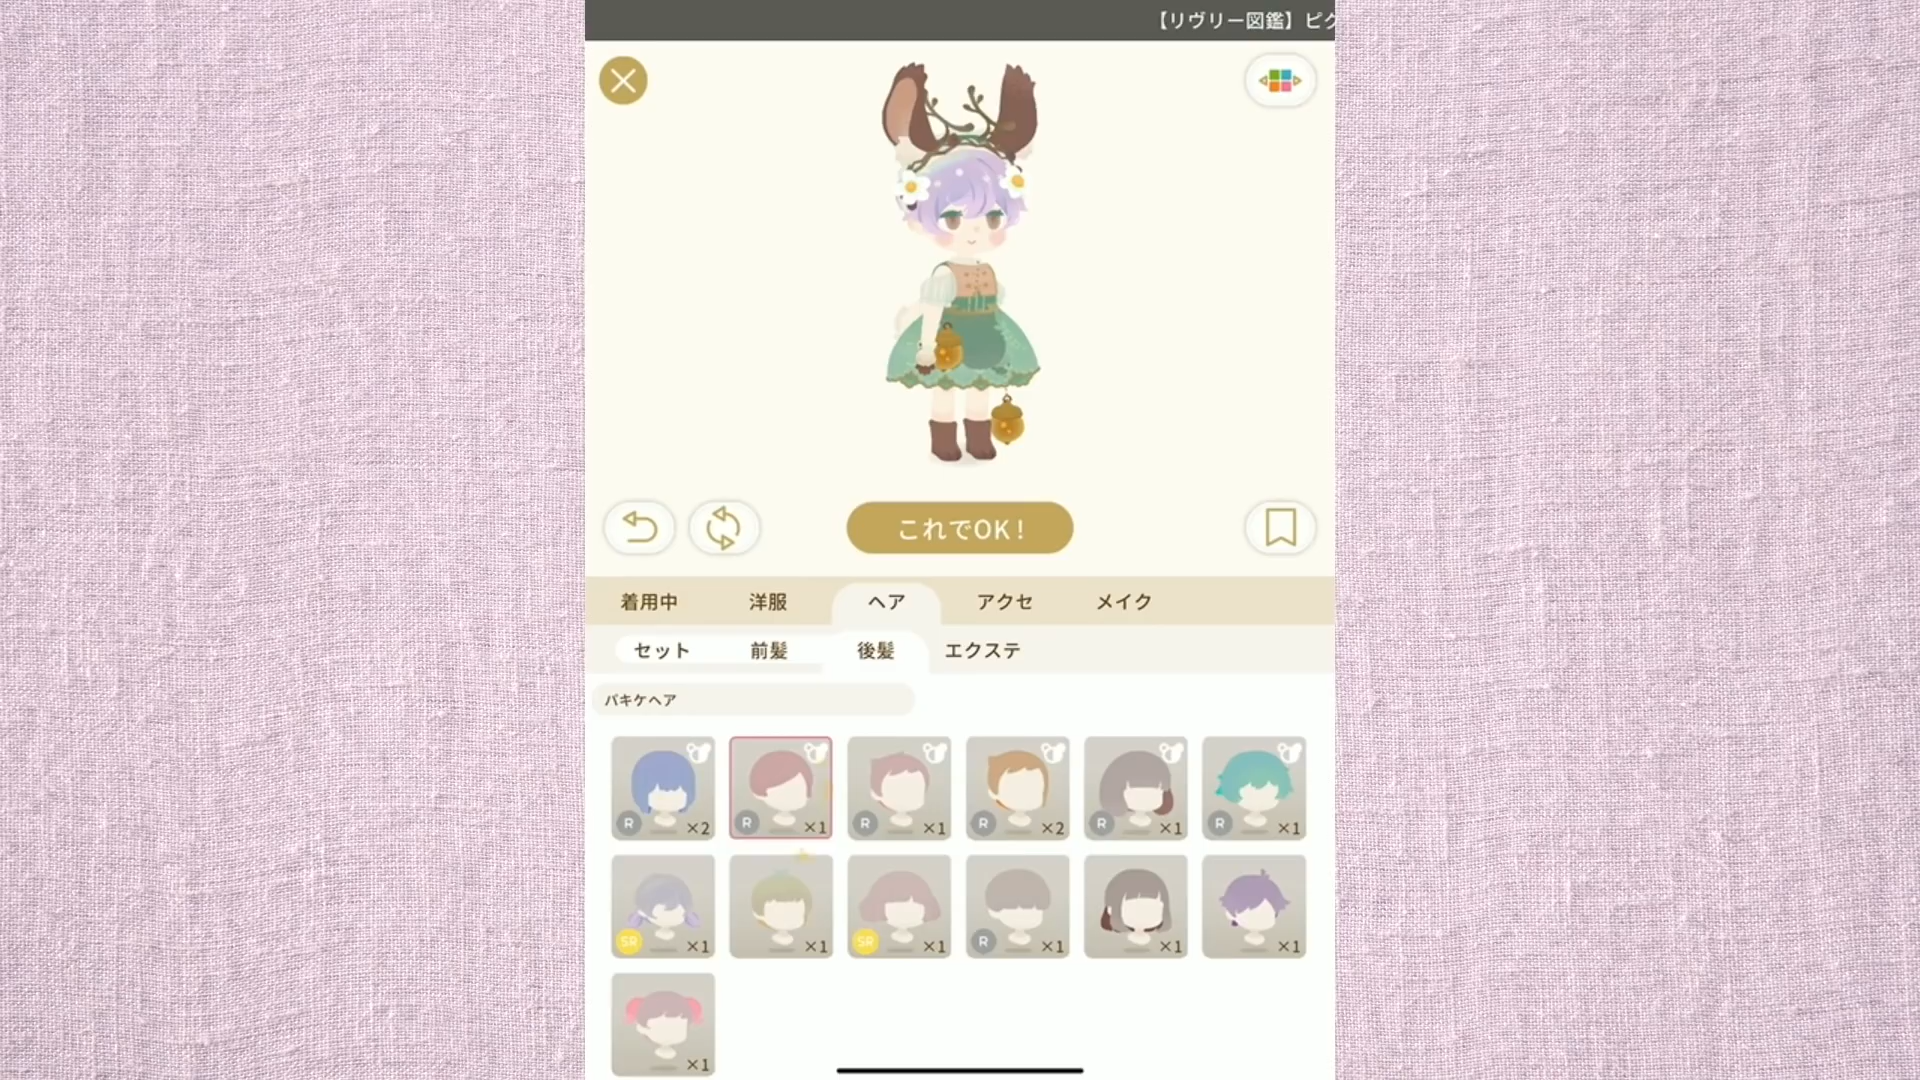 【リヴリー図鑑】ピク
これでOK！
着用中 洋服 ヘア アクセ メイク
セット 前髪 後髪 エクステ
パキケヘア
R ×2 R ×1 R ×1 R ×2 R ×1 R ×1
SR ×1 ×1 SR ×1 R ×1 ×1 ×1
×1